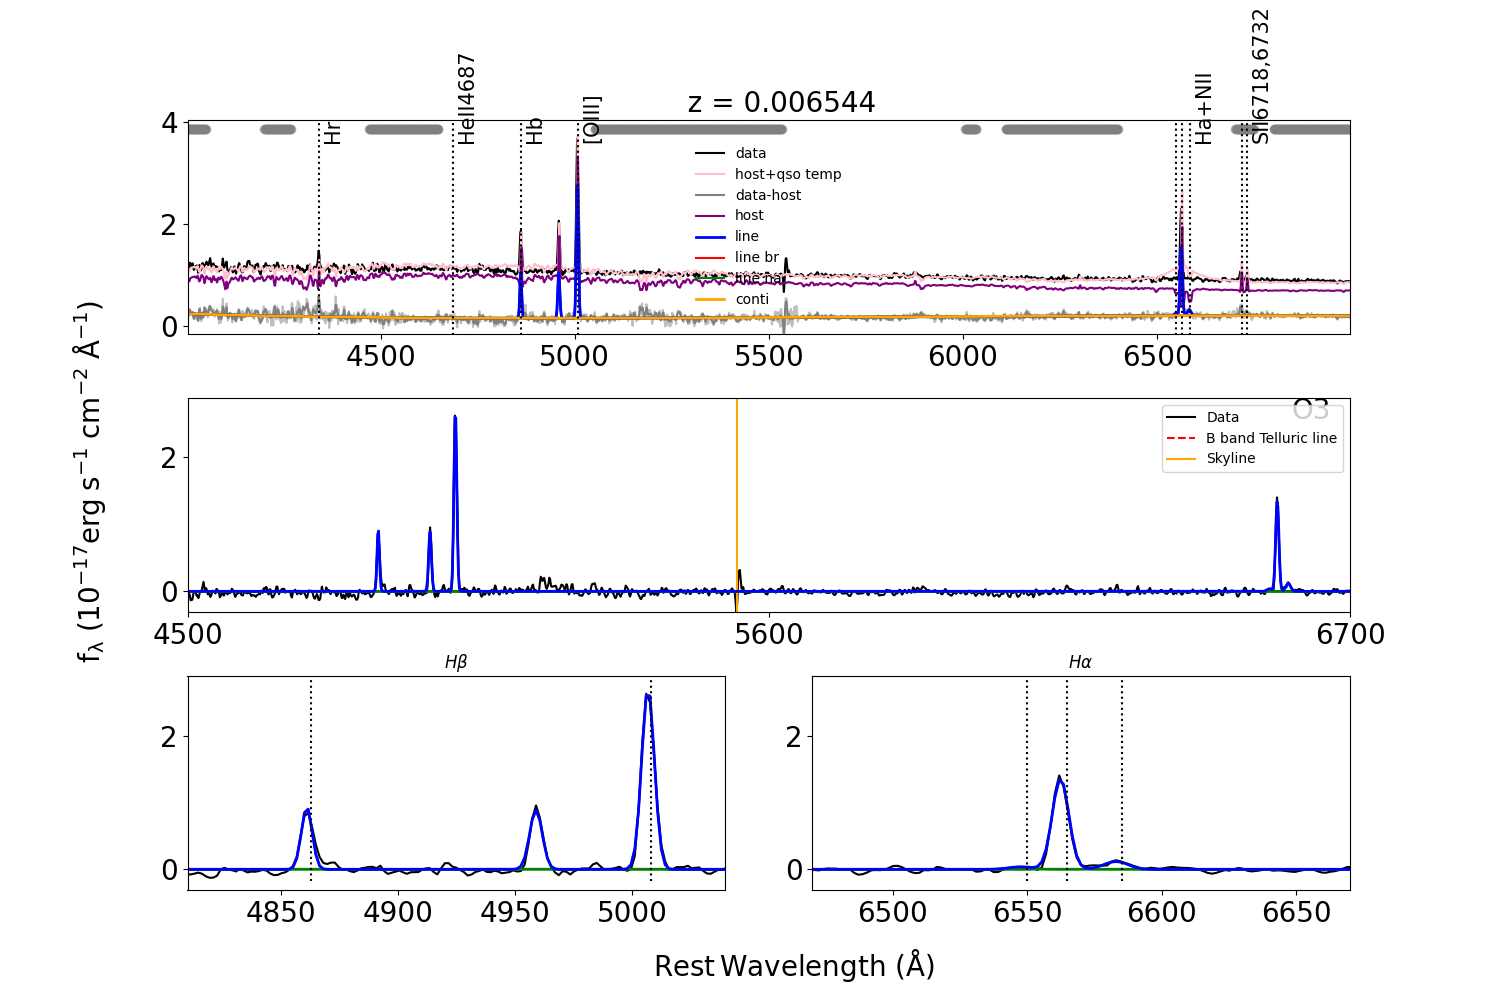 z = 0.006544
Hr
HeII4687
Hb
[OIII]
Ha+NII
SII6718,6732
4
2
0
data
host+qso temp
data-host
host
line
line br
line na
conti
4500
5000
5500
6000
6500
f_λ (10^{-17}erg s^{-1} cm^{-2} Å^{-1})
O3
2
0
Data
B band Telluric line
Skyline
4500
5600
6700
Hβ
2
0
4850
4900
4950
5000
Hα
2
0
6500
6550
6600
6650
Rest Wavelength (Å)